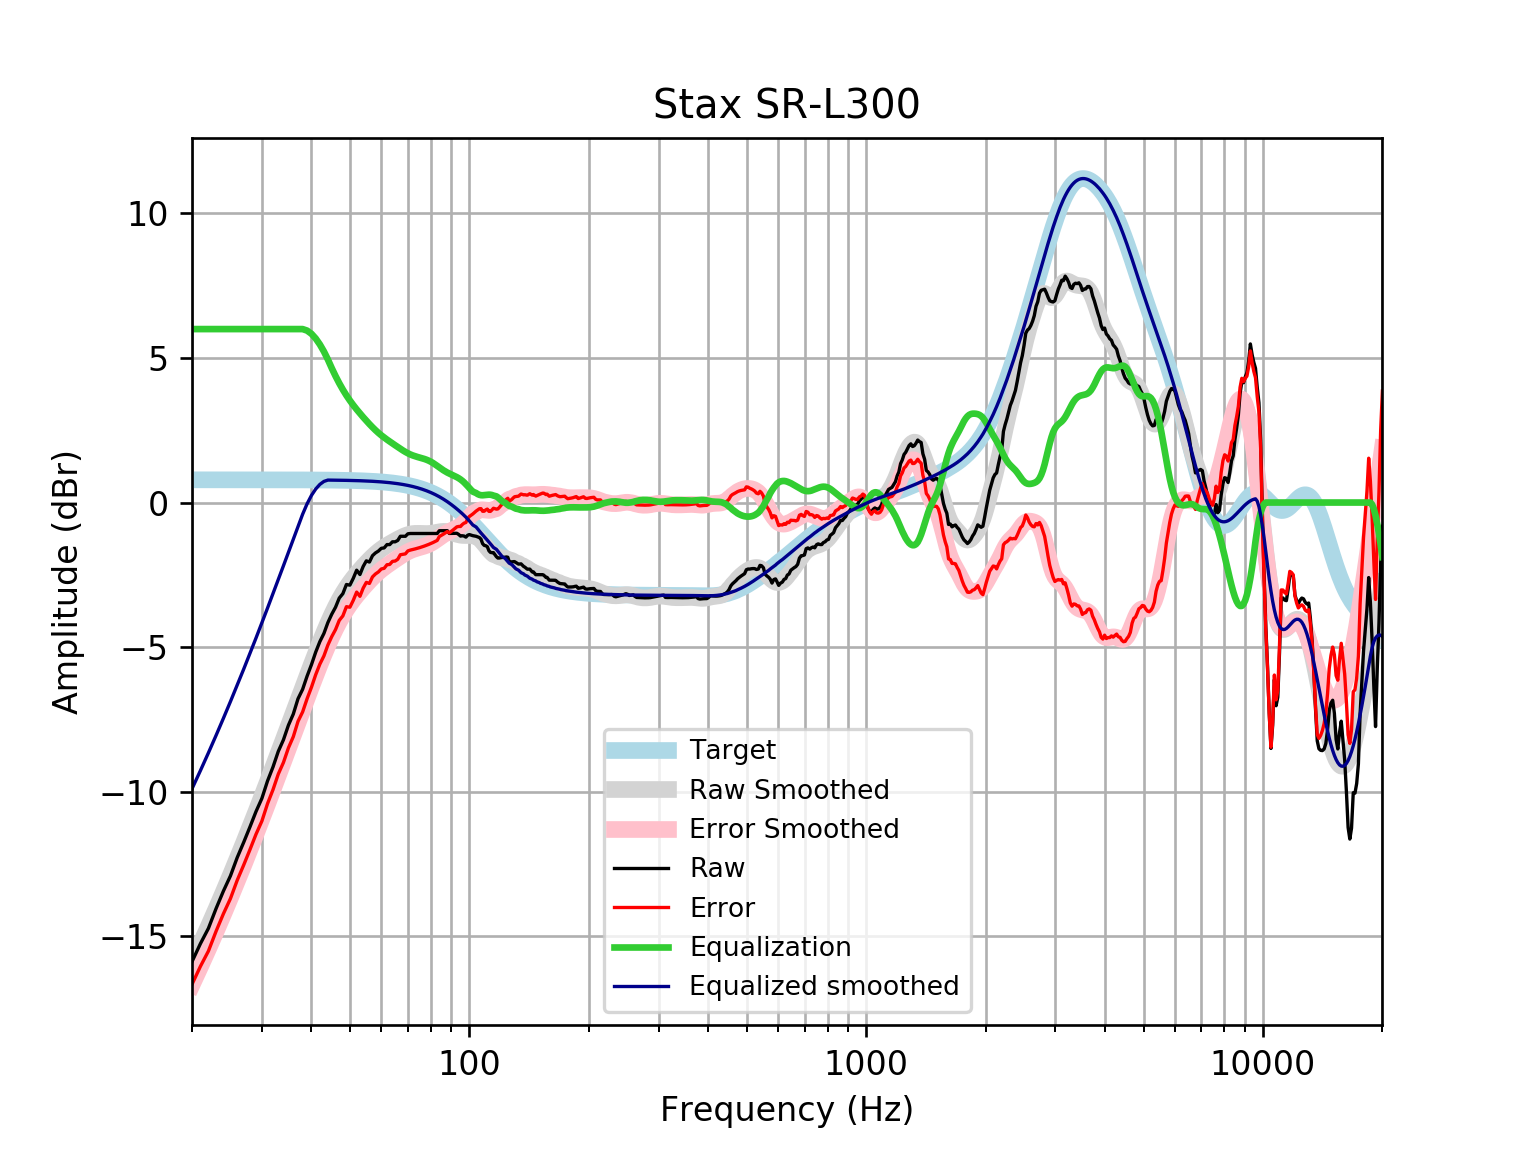 Stax SR-L300
10
5
0
−5
−10
−15
Amplitude (dBr)
Target
Raw Smoothed
Error Smoothed
Raw
Error
Equalization
Equalized smoothed
100
1000
10000
Frequency (Hz)